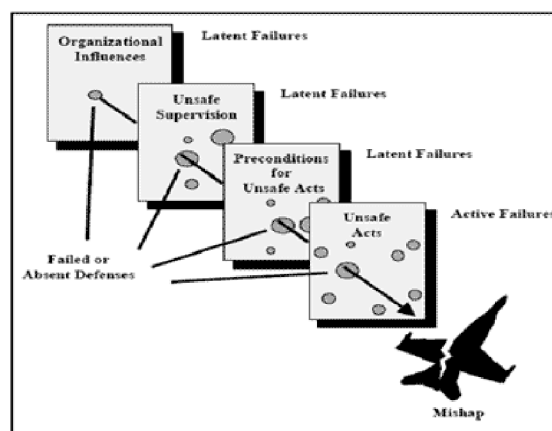 Organizational
Influences
Latent Failures
Unsafe
Supervision
Latent Failures
Preconditions
for
Unsafe Acts
Latent Failures
Unsafe
Acts
Active Failures
Failed or
Absent Defenses
Mishap